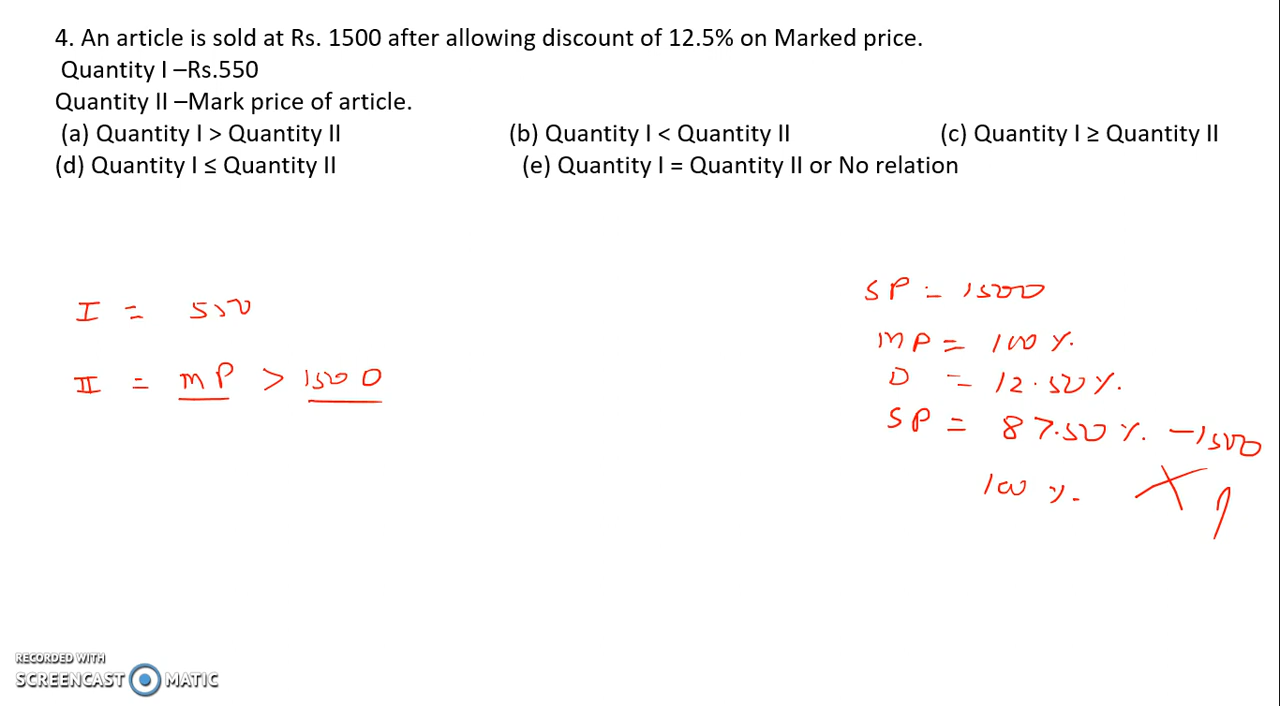 4. An article is sold at Rs. 1500 after allowing discount of 12.5% on Marked price.
Quantity I –Rs.550
Quantity II –Mark price of article.
(a) Quantity I > Quantity II (b) Quantity I < Quantity II (c) Quantity I ≥ Quantity II
(d) Quantity I ≤ Quantity II (e) Quantity I = Quantity II or No relation
I = 550
II = MP > 1500
SP = 1500
MP = 100 %.
D = 12.50 %.
SP = 87.50 %. – 1500
100 %.
RECORDED WITH
SCREENCAST MATIC